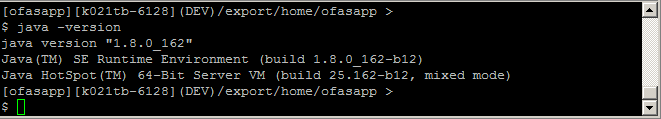 [ofasapp][k021tb-6128](DEV)/export/home/ofasapp >
$ java -version
java version "1.8.0_162"
Java(TM) SE Runtime Environment (build 1.8.0_162-b12)
Java HotSpot(TM) 64-Bit Server VM (build 25.162-b12, mixed mode)
[ofasapp][k021tb-6128](DEV)/export/home/ofasapp >
$